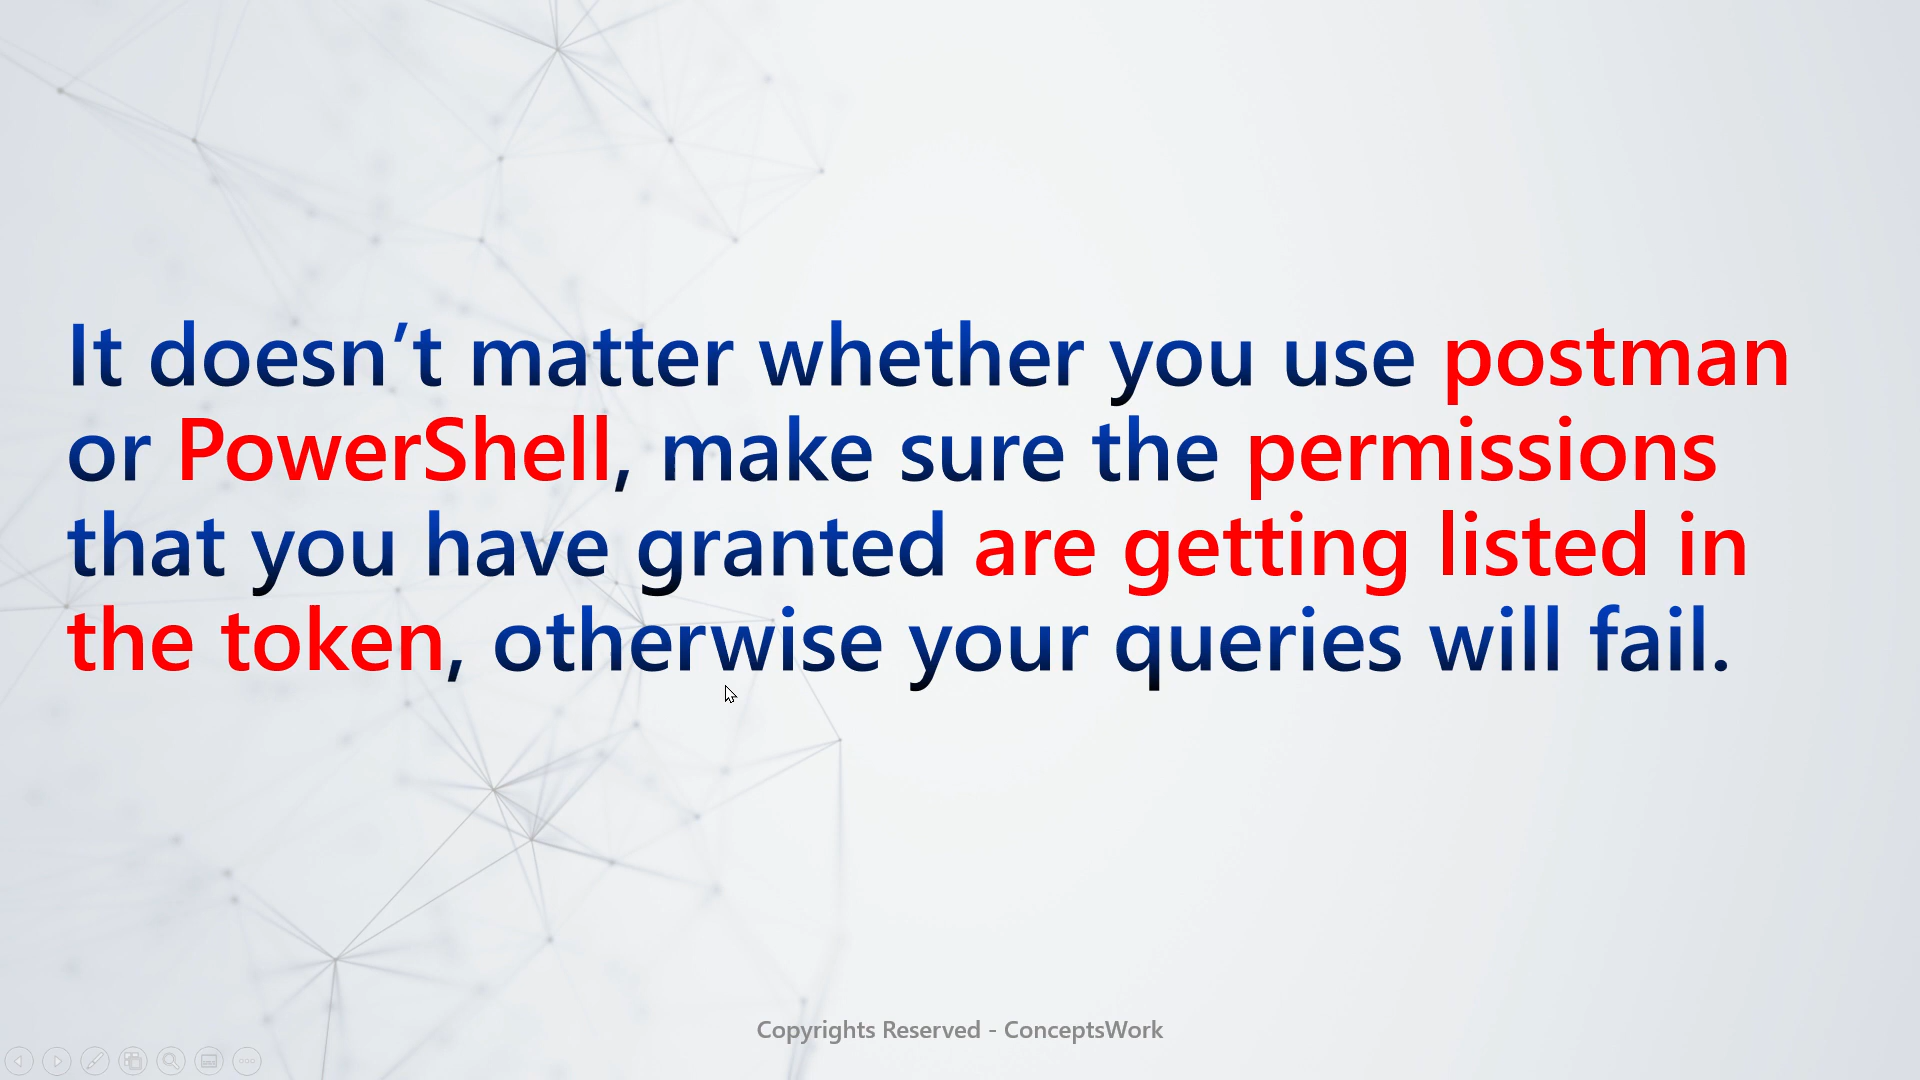 It doesn’t matter whether you use postman
or PowerShell, make sure the permissions
that you have granted are getting listed in
the token, otherwise your queries will fail.
Copyrights Reserved - ConceptsWork